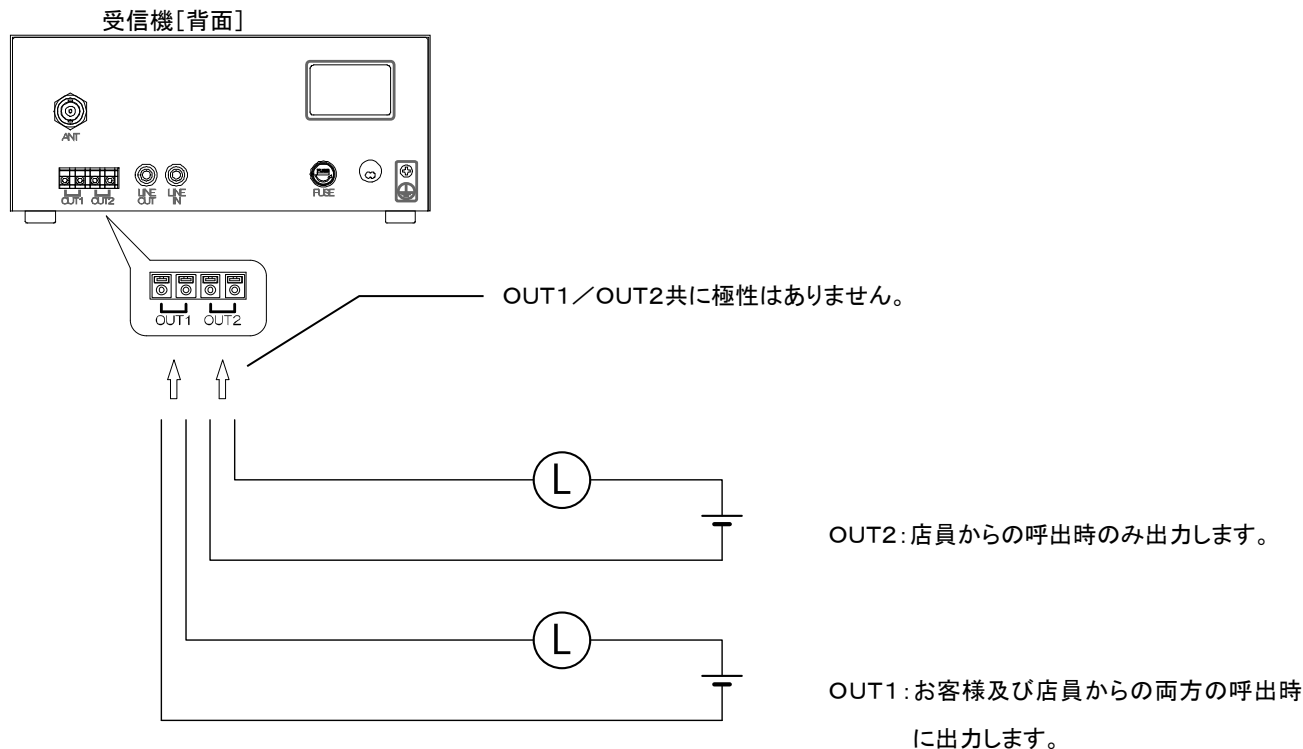 受信機[背面]
ANT
OUT1 OUT2
LINE OUT
LINE IN
FUSE
FUSE
OUT1 OUT2
OUT1／OUT2共に極性はありません。
L
OUT2：店員からの呼出時のみ出力します。
L
OUT1：お客様及び店員からの両方の呼出時
に出力します。